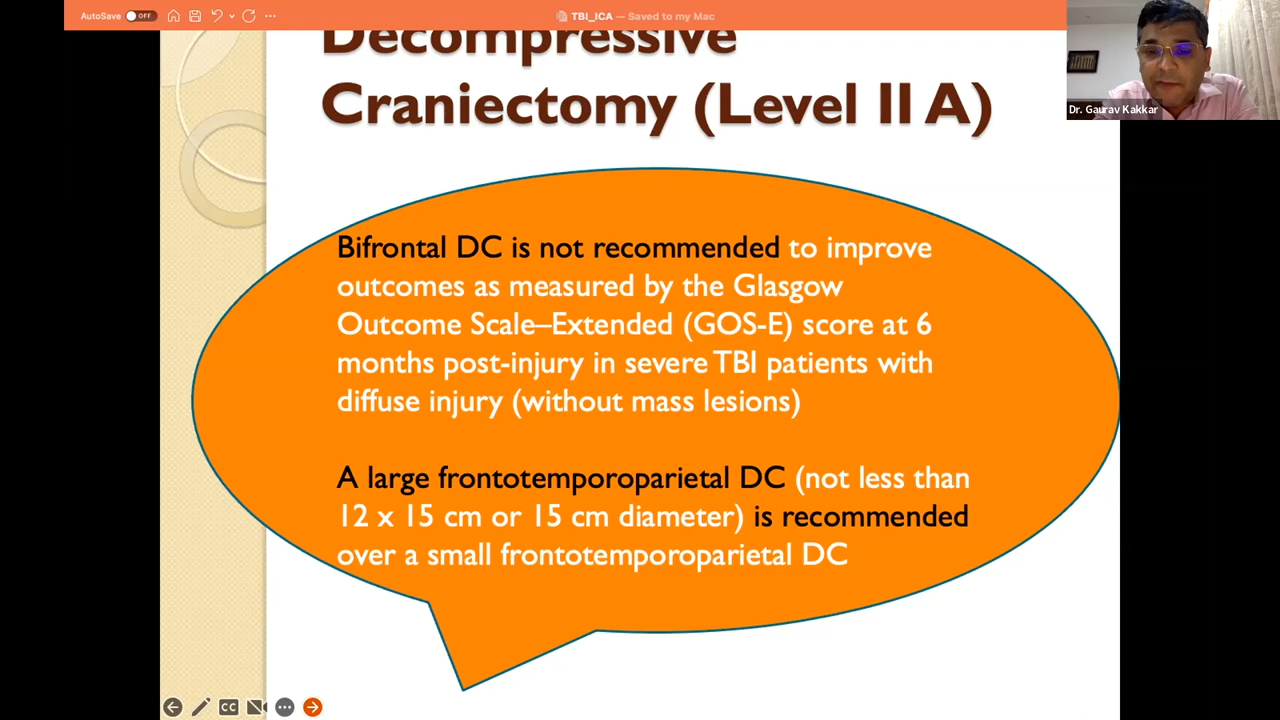 AutoSave OFF
TBI_ICA — Saved to my Mac
Decompressive
Craniectomy (Level II A)
Dr. Gaurav Kakkar
Bifrontal DC is not recommended to improve
outcomes as measured by the Glasgow
Outcome Scale–Extended (GOS-E) score at 6
months post-injury in severe TBI patients with
diffuse injury (without mass lesions)
A large frontotemporoparietal DC (not less than
12 x 15 cm or 15 cm diameter) is recommended
over a small frontotemporoparietal DC
CC